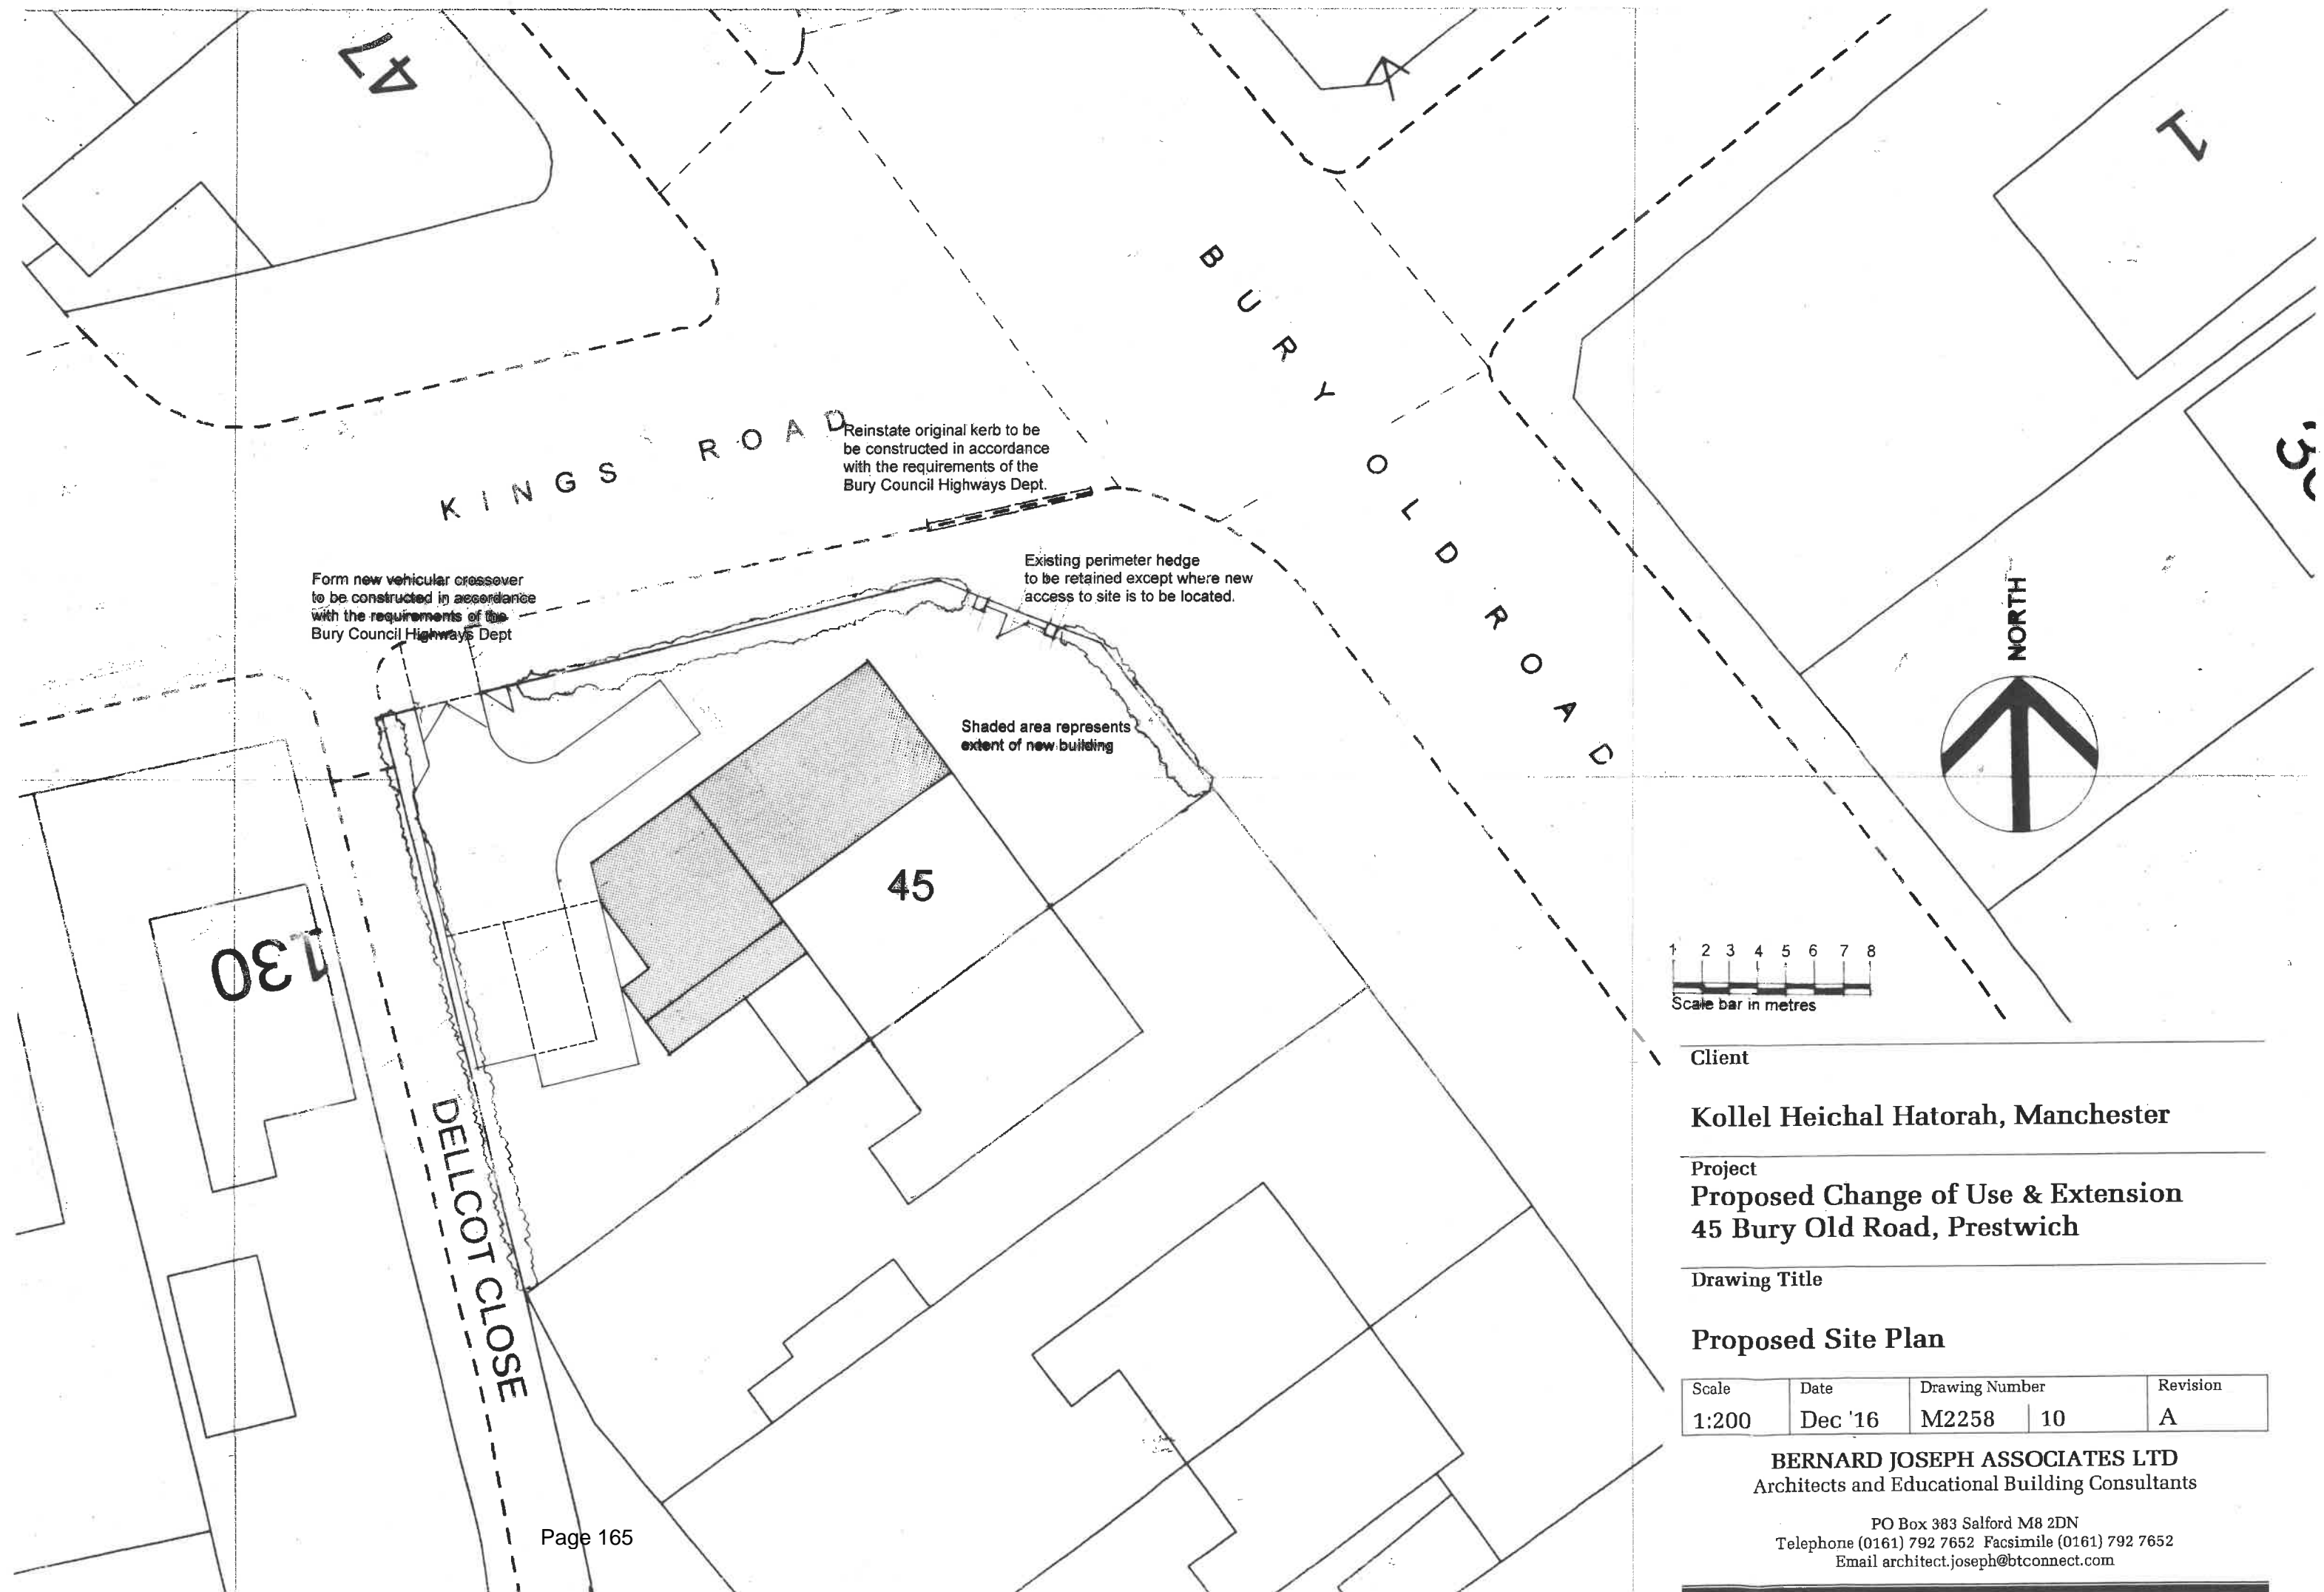 47
1
BURY OLD ROAD
KINGS ROAD
Reinstate original kerb to be
be constructed in accordance
with the requirements of the
Bury Council Highways Dept.
Existing perimeter hedge
to be retained except where new
access to site is to be located.
Form new vehicular crossover
to be constructed in accordance
with the requirements of the
Bury Council Highways Dept
NORTH
Shaded area represents
extent of new building
45
130
DELLCOT CLOSE
1 2 3 4 5 6 7 8
Scale bar in metres
Client
Kollel Heichal Hatorah, Manchester
Project
Proposed Change of Use & Extension
45 Bury Old Road, Prestwich
Drawing Title
Proposed Site Plan
Scale Date Drawing Number Revision
1:200 Dec '16 M2258 10 A
BERNARD JOSEPH ASSOCIATES LTD
Architects and Educational Building Consultants
PO Box 383 Salford M8 2DN
Telephone (0161) 792 7652 Facsimile (0161) 792 7652
Email architect.joseph@btconnect.com
Page 165